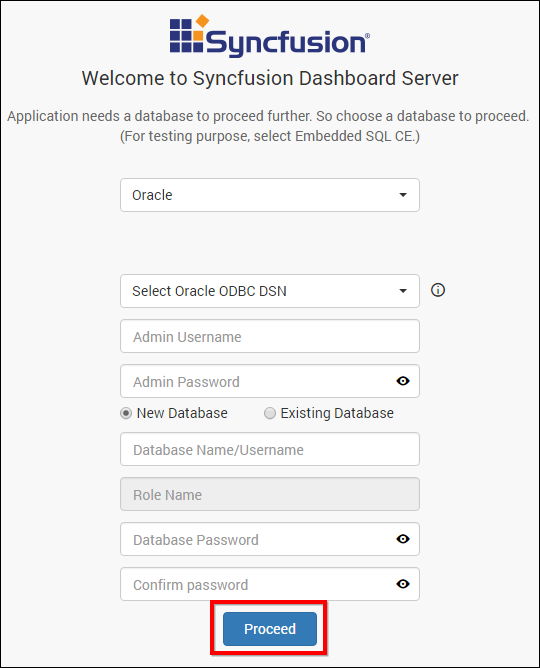 Syncfusion®
Welcome to Syncfusion Dashboard Server
Application needs a database to proceed further. So choose a database to proceed.
(For testing purpose, select Embedded SQL CE.)
Oracle
Select Oracle ODBC DSN
Admin Username
Admin Password
New Database Existing Database
Database Name/Username
Role Name
Database Password
Confirm password
Proceed